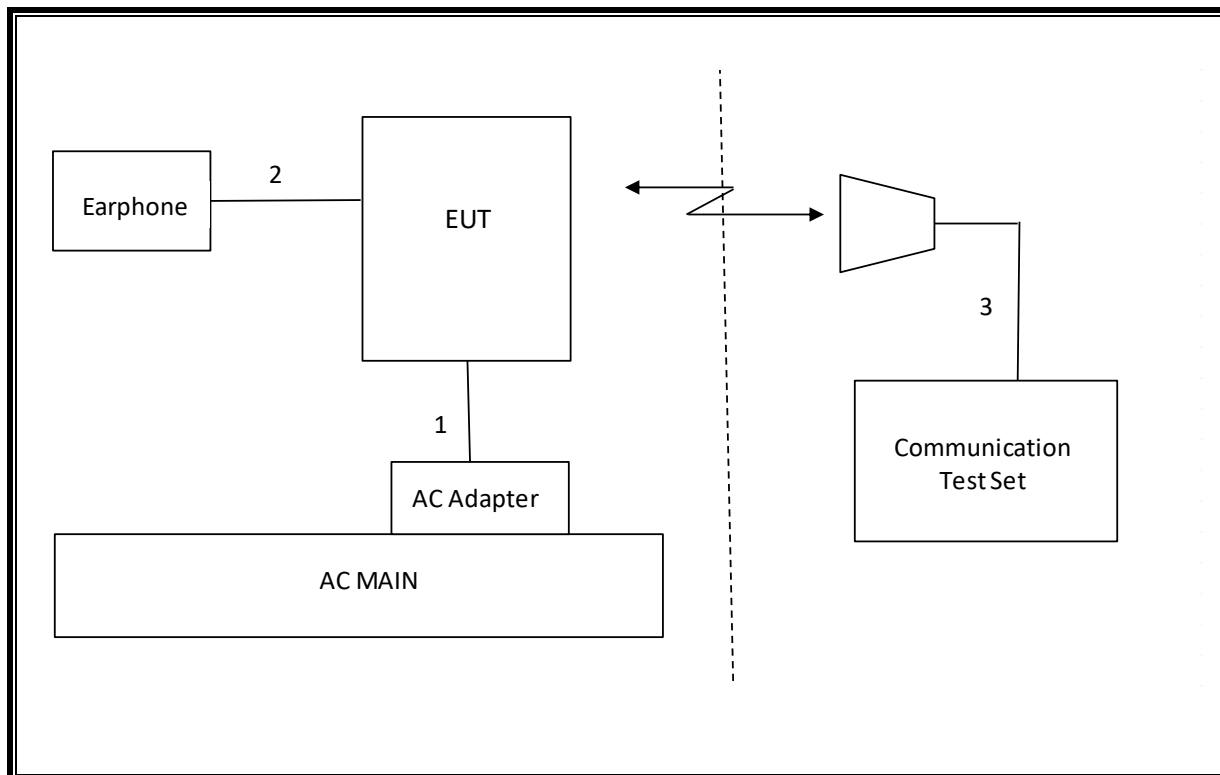 2
Earphone
EUT
3
1
Communication
Test Set
AC Adapter
AC MAIN